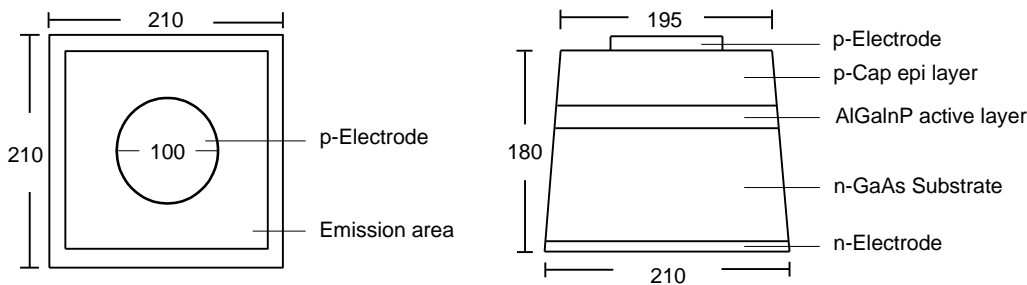 210
210
100
p-Electrode
Emission area
195
180
p-Electrode
p-Cap epi layer
AlGaInP active layer
n-GaAs Substrate
n-Electrode
210